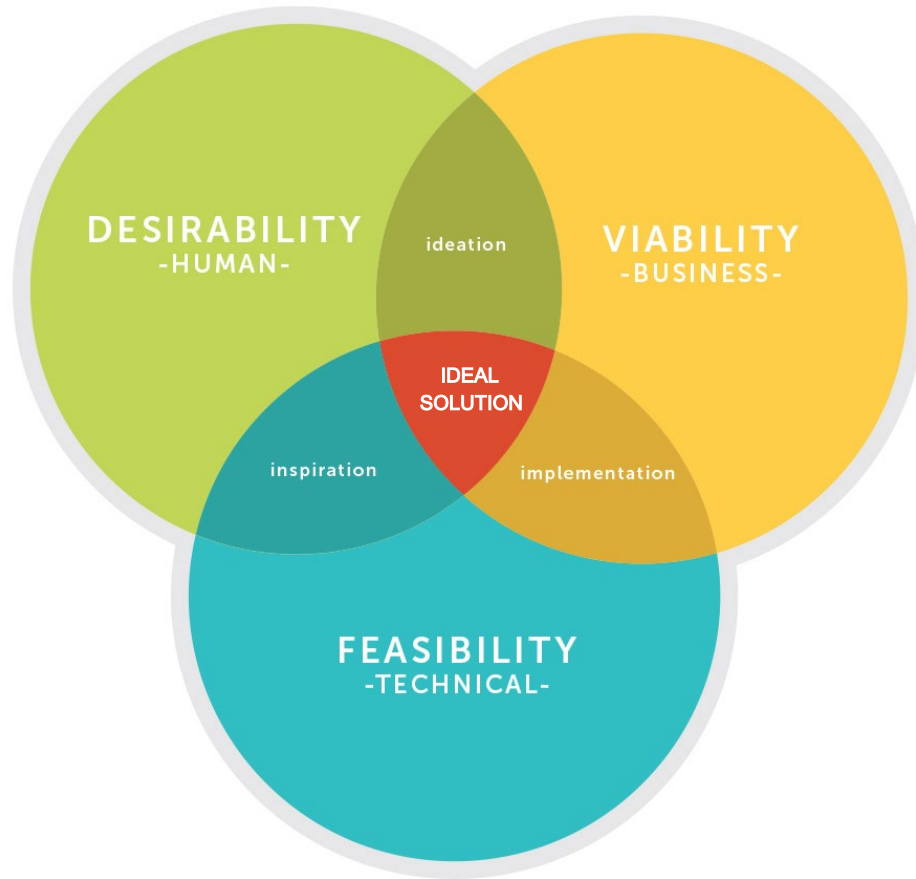 DESIRABILITY
-HUMAN-
ideation
VIABILITY
-BUSINESS-
IDEAL
SOLUTION
inspiration
implementation
FEASIBILITY
-TECHNICAL-